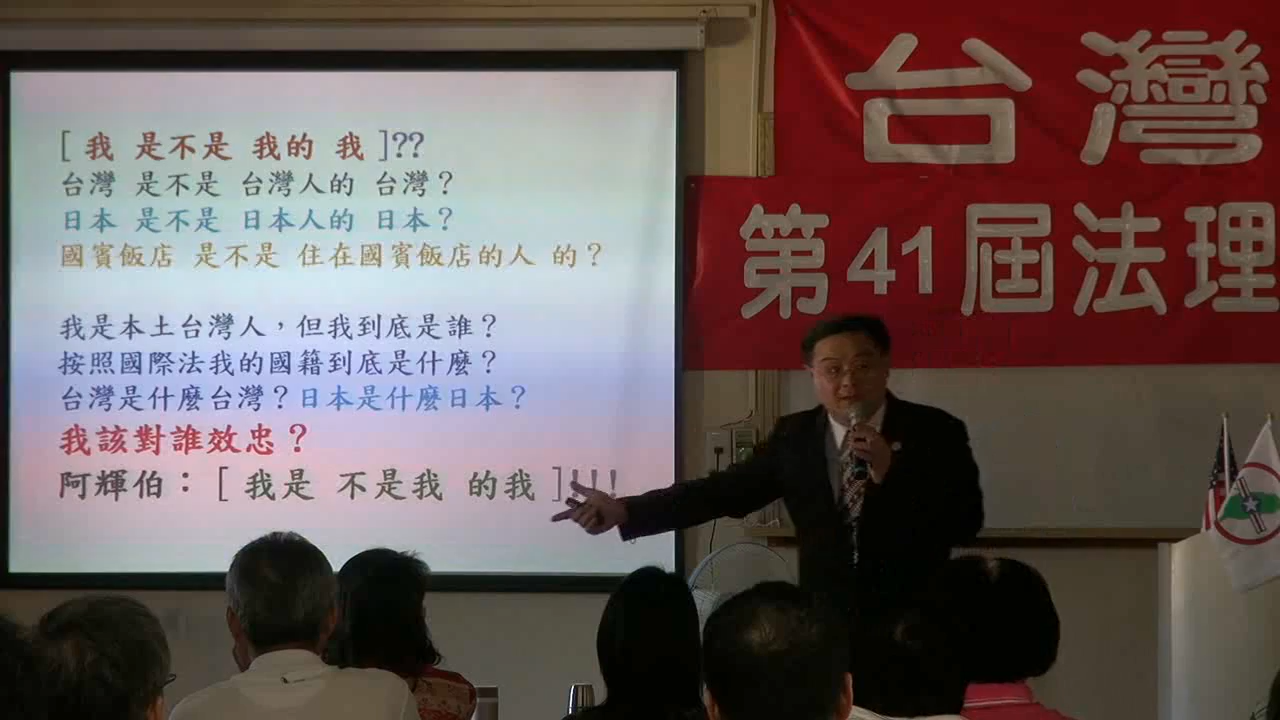 [ 我 是不是 我的 我 ]??
台灣 是不是 台灣人的 台灣？
日本 是不是 日本人的 日本？
國賓飯店 是不是 住在國賓飯店的人 的？
我是本土台灣人，但我到底是誰？
按照國際法我的國籍到底是什麼？
台灣是什麼台灣？日本是什麼日本？
我該對誰效忠？
阿輝伯：[ 我是 不是我 的我 ]!!!
台灣
第41屆法理